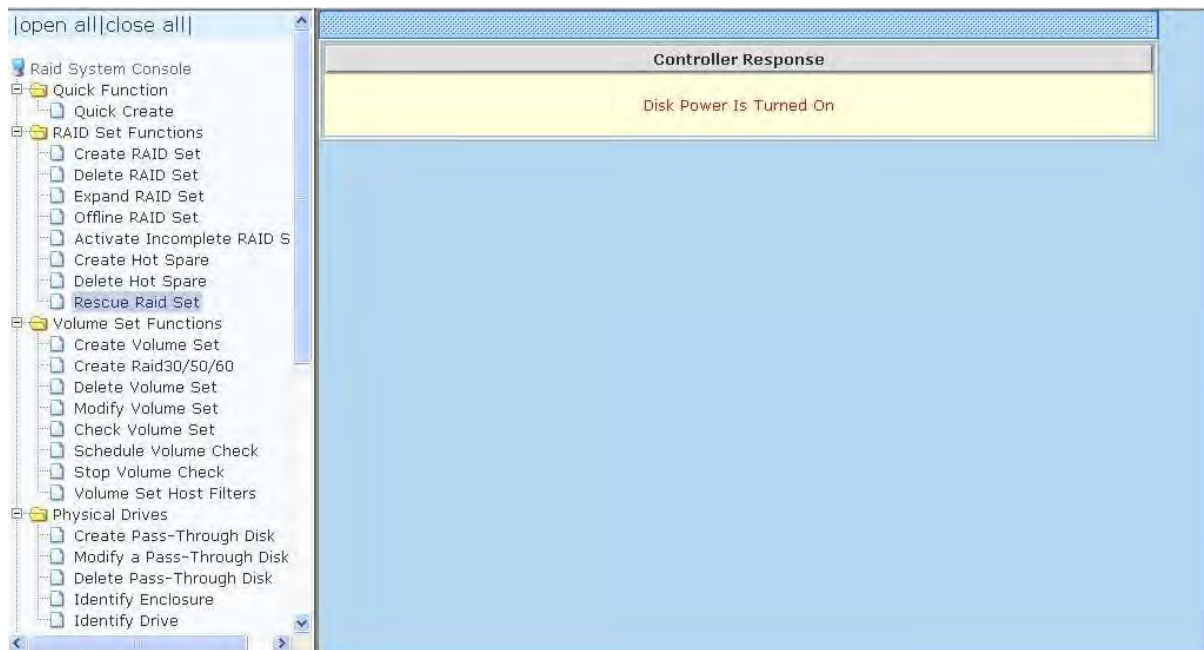 |open all|close all|
Raid System Console
Quick Function
Quick Create
RAID Set Functions
Create RAID Set
Delete RAID Set
Expand RAID Set
Offline RAID Set
Activate Incomplete RAID S
Create Hot Spare
Delete Hot Spare
Rescue Raid Set
Volume Set Functions
Create Volume Set
Create Raid30/50/60
Delete Volume Set
Modify Volume Set
Check Volume Set
Schedule Volume Check
Stop Volume Check
Volume Set Host Filters
Physical Drives
Create Pass-Through Disk
Modify a Pass-Through Disk
Delete Pass-Through Disk
Identify Enclosure
Identify Drive
Controller Response
Disk Power Is Turned On